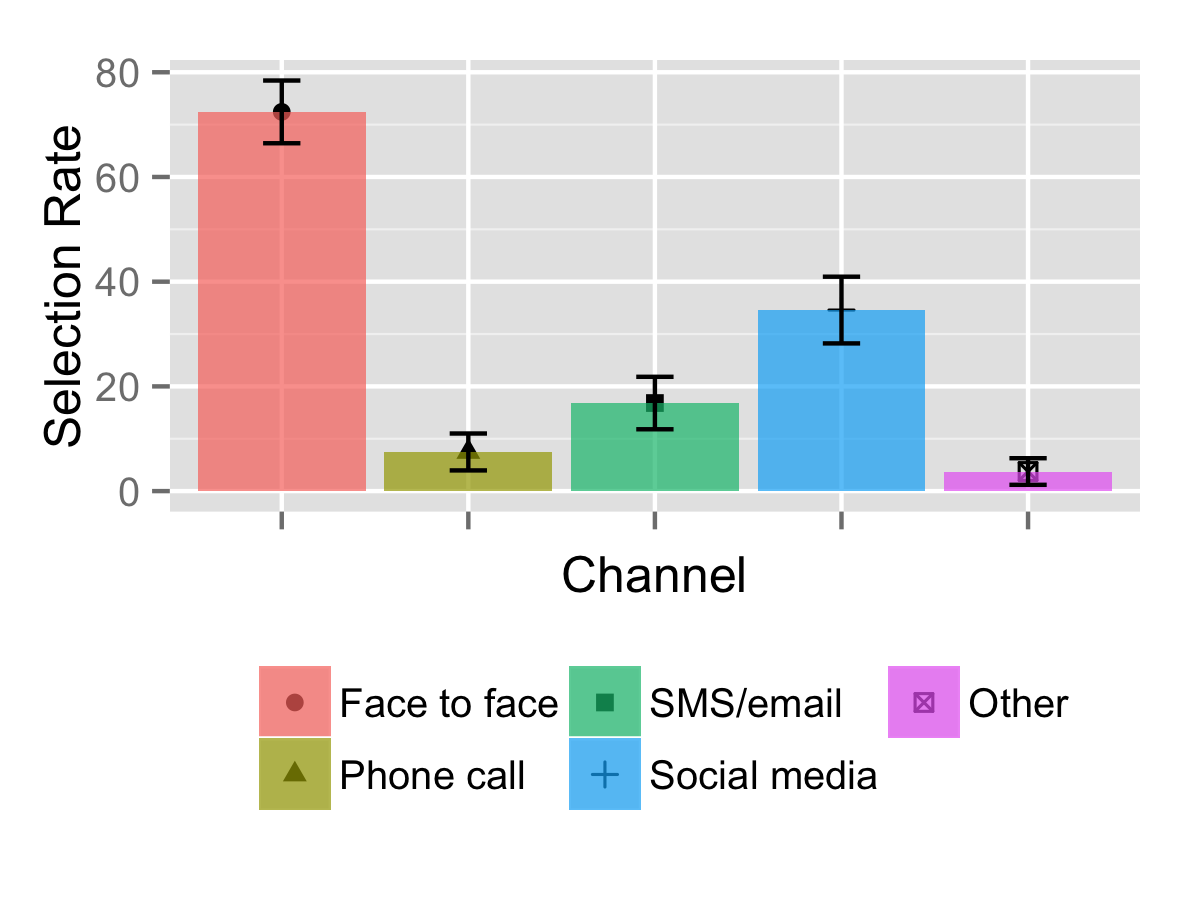 80
60
40
20
0
Selection Rate
Channel
Face to face
SMS/email
Other
Phone call
Social media